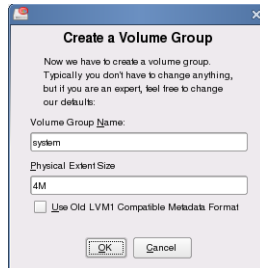 Create a Volume Group
Now we have to create a volume group.
Typically you don't have to change anything,
but if you are an expert, feel free to change
our defaults:
Volume Group Name:
system
Physical Extent Size
4M
Use Old LVM1 Compatible Metadata Format
OK
Cancel